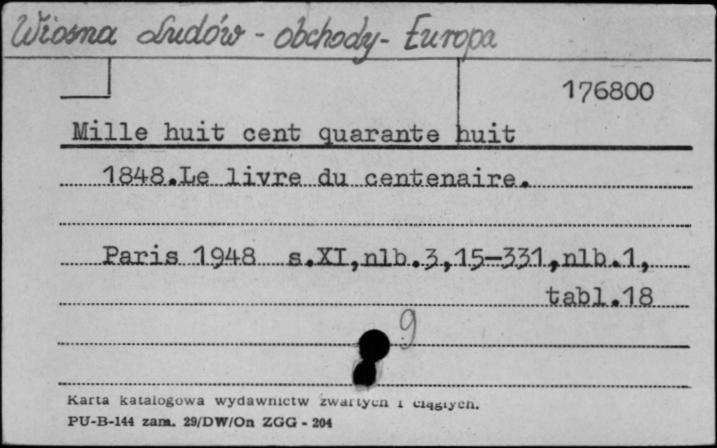 Wiosna Ludów - obchody - Europa
176800
Mille huit cent quarante huit
1848.Le livre du centenaire.
Paris 1948 s.XI,nlb.3,15-331,nlb.1,
tabl.18
9
Karta katalogowa wydawnictw zwartych i ciągłych.
PU-B-144 zam. 29/DW/On ZGG - 204